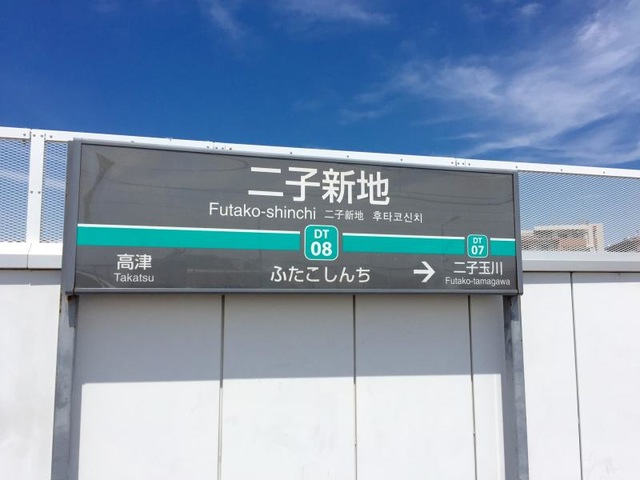 二子新地
Futako-shinchi 二子新地 후타코신치
DT
08
DT
07
高津
Takatsu
ふたこしんち
→
二子玉川
Futako-tamagawa